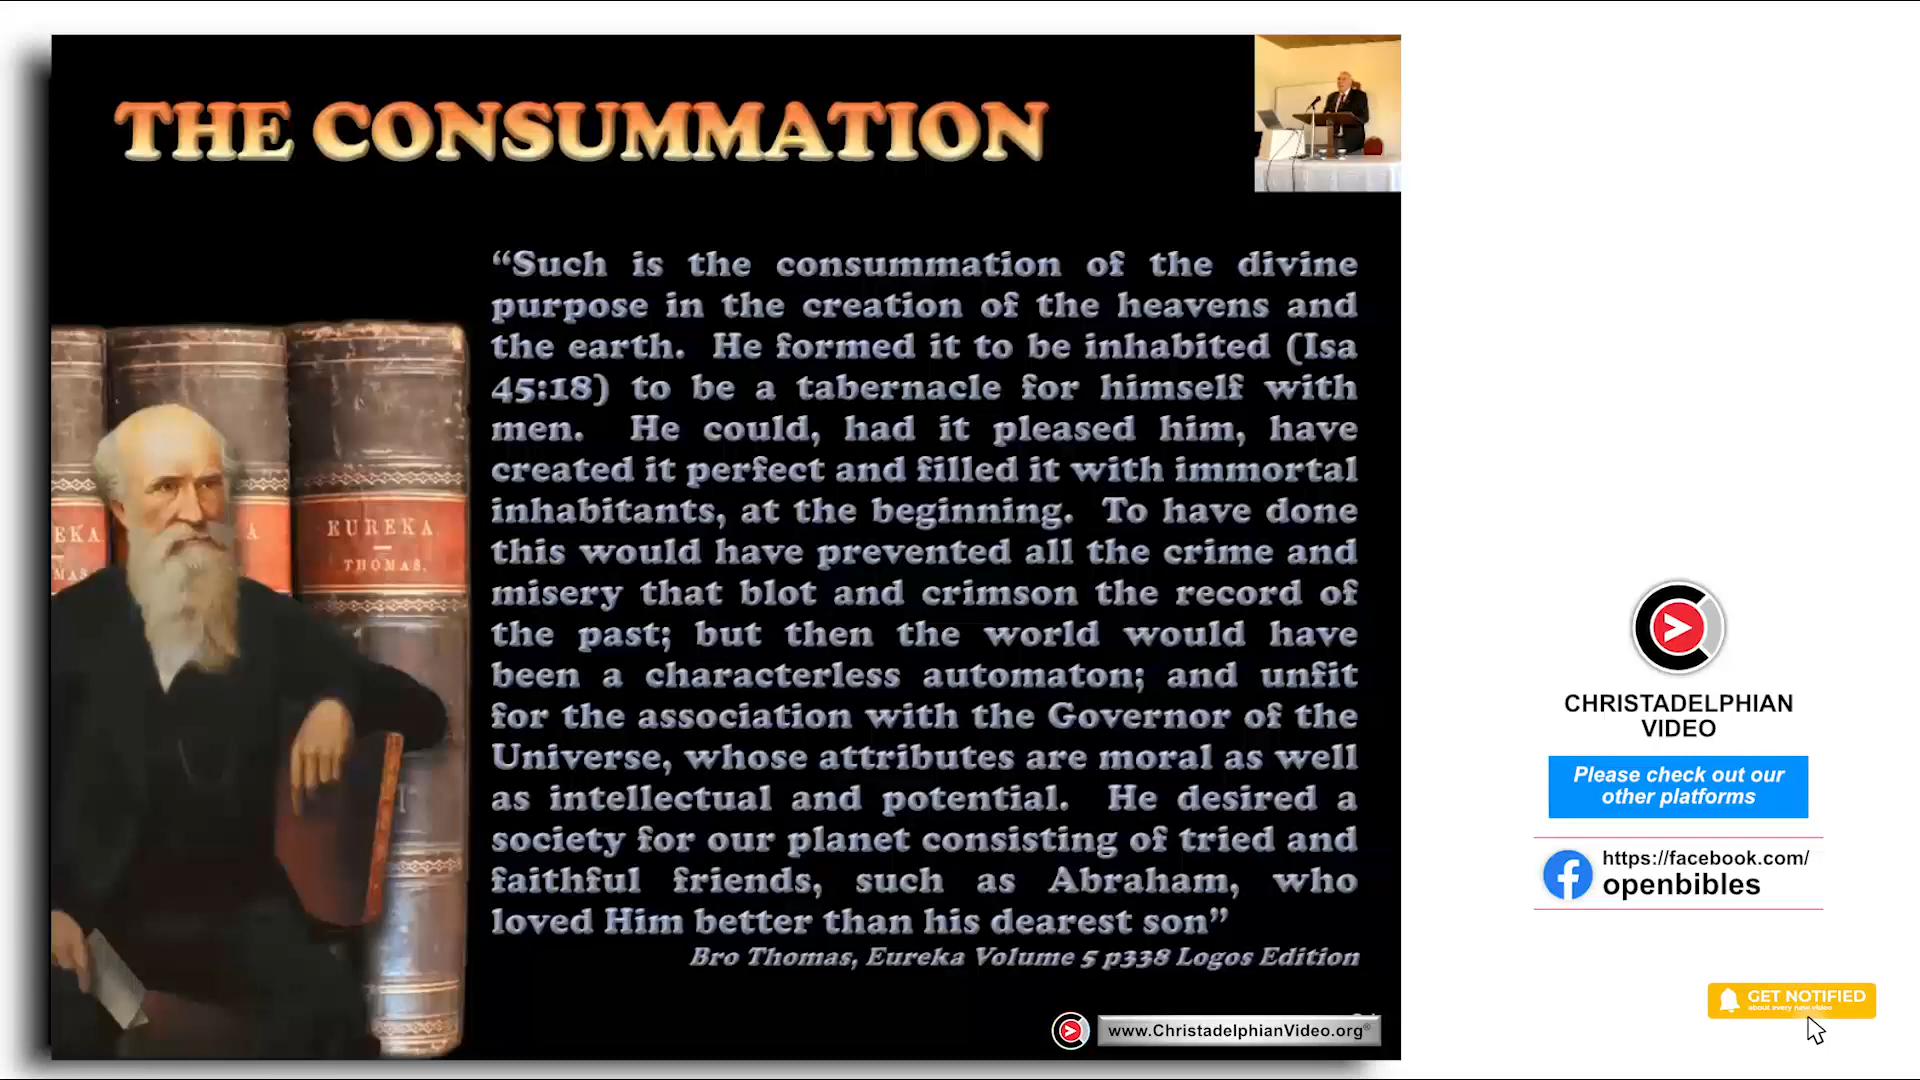 THE CONSUMMATION
“Such is the consummation of the divine
purpose in the creation of the heavens and
the earth. He formed it to be inhabited (Isa
45:18) to be a tabernacle for himself with
men. He could, had it pleased him, have
created it perfect and filled it with immortal
inhabitants, at the beginning. To have done
this would have prevented all the crime and
misery that blot and crimson the record of
the past; but then the world would have
been a characterless automaton; and unfit
for the association with the Governor of the
Universe, whose attributes are moral as well
as intellectual and potential. He desired a
society for our planet consisting of tried and
faithful friends, such as Abraham, who
loved Him better than his dearest son”
Bro Thomas, Eureka Volume 5 p338 Logos Edition
EKA
MAS
A
EUREKA
THOMAS.
www.ChristadelphianVideo.org®
CHRISTADELPHIAN
VIDEO
Please check out our
other platforms
https://facebook.com/
openbibles
GET NOTIFIED
about every new video